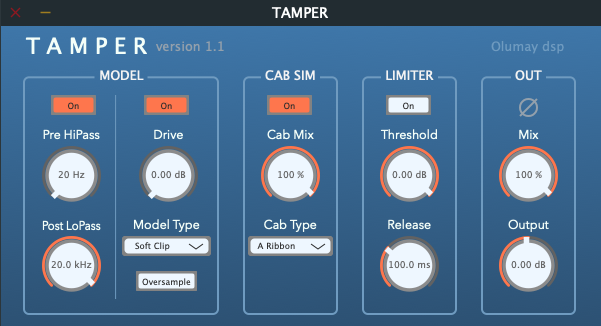 TAMPER
TAMPER version 1.1 Olumay dsp
MODEL CAB SIM LIMITER OUT
On On On On
Pre HiPass Drive Cab Mix Threshold Mix
20 Hz 0.00 dB 100 % 0.00 dB 100 %
Post LoPass Model Type Cab Type Release Output
20.0 kHz Soft Clip A Ribbon 100.0 ms 0.00 dB
Oversample